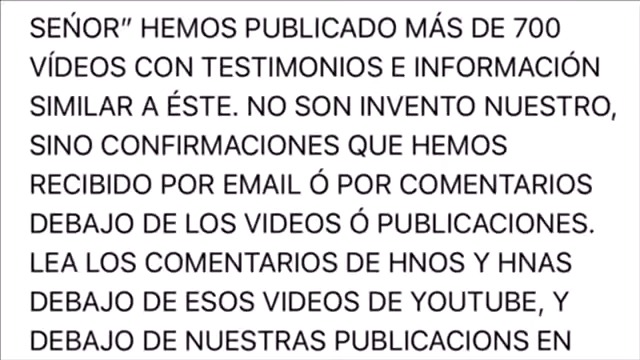 SEŃOR” HEMOS PUBLICADO MÁS DE 700
VÍDEOS CON TESTIMONIOS E INFORMACIÓN
SIMILAR A ÉSTE. NO SON INVENTO NUESTRO,
SINO CONFIRMACIONES QUE HEMOS
RECIBIDO POR EMAIL Ó POR COMENTARIOS
DEBAJO DE LOS VIDEOS Ó PUBLICACIONES.
LEA LOS COMENTARIOS DE HNOS Y HNAS
DEBAJO DE ESOS VIDEOS DE YOUTUBE, Y
DEBAJO DE NUESTRAS PUBLICACIONS EN